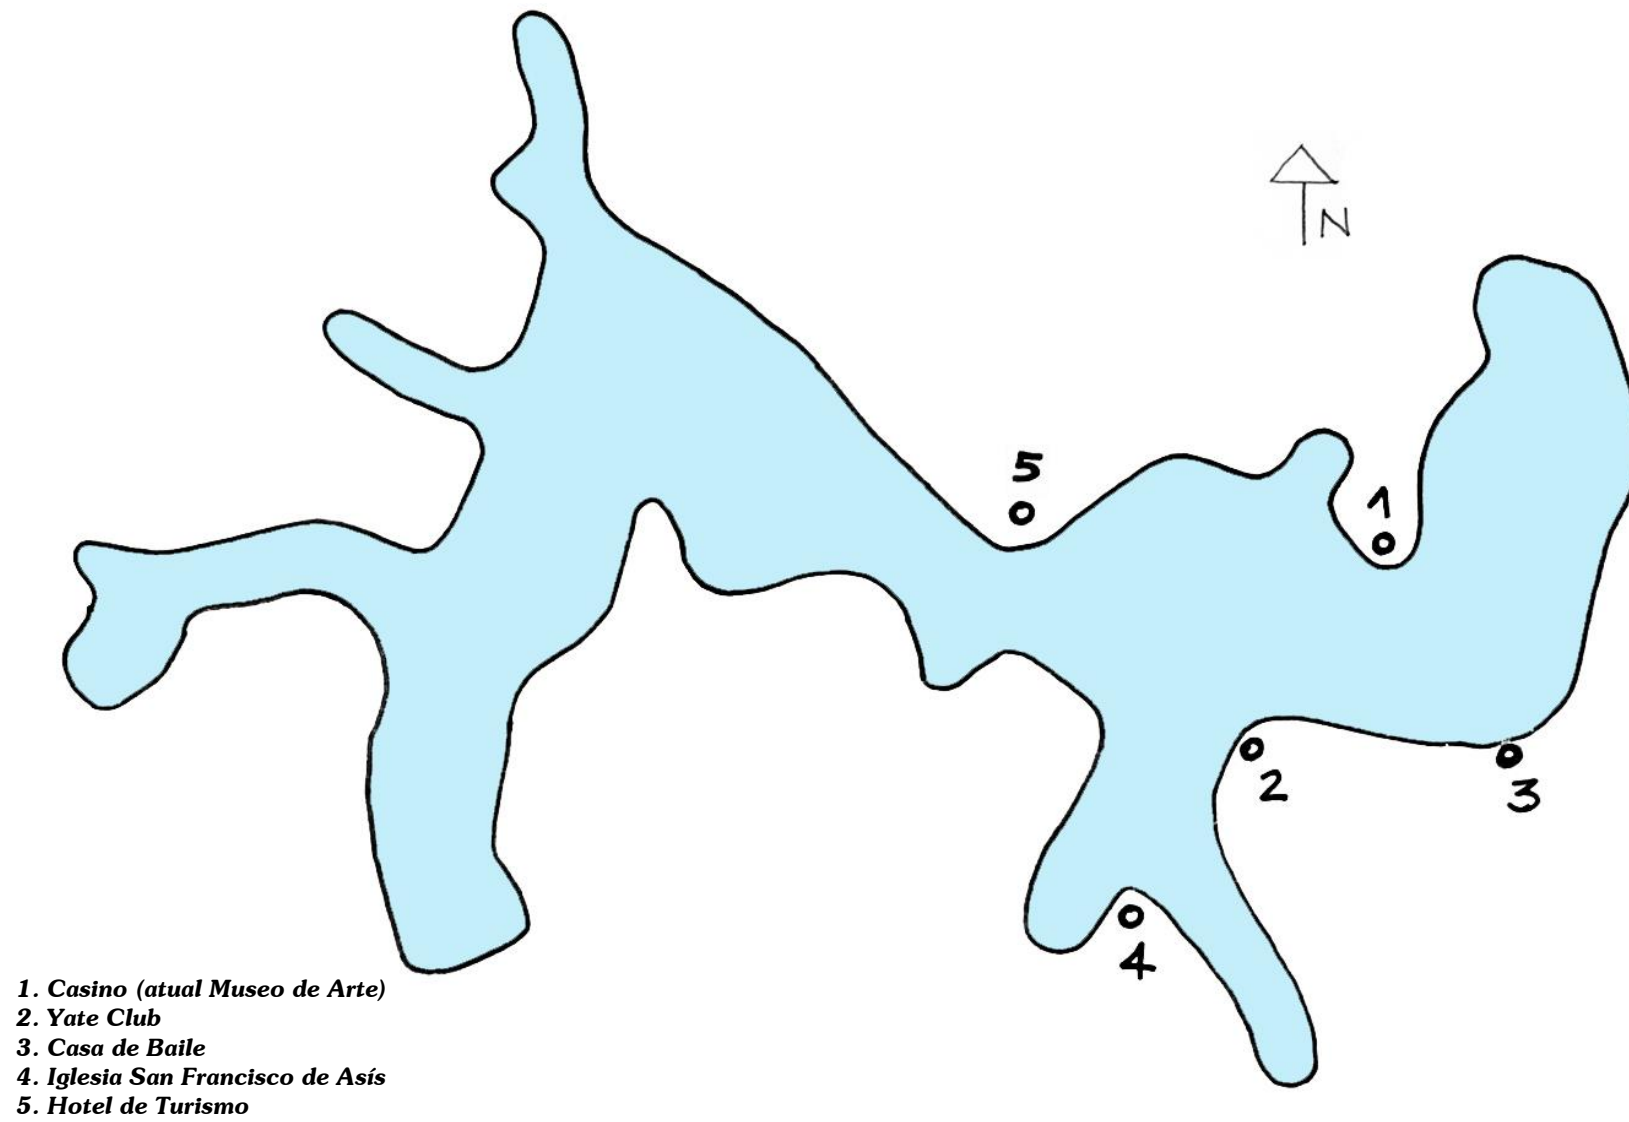 N
5
1
2
3
4
1. Casino (atual Museo de Arte)
2. Yate Club
3. Casa de Baile
4. Iglesia San Francisco de Asís
5. Hotel de Turismo